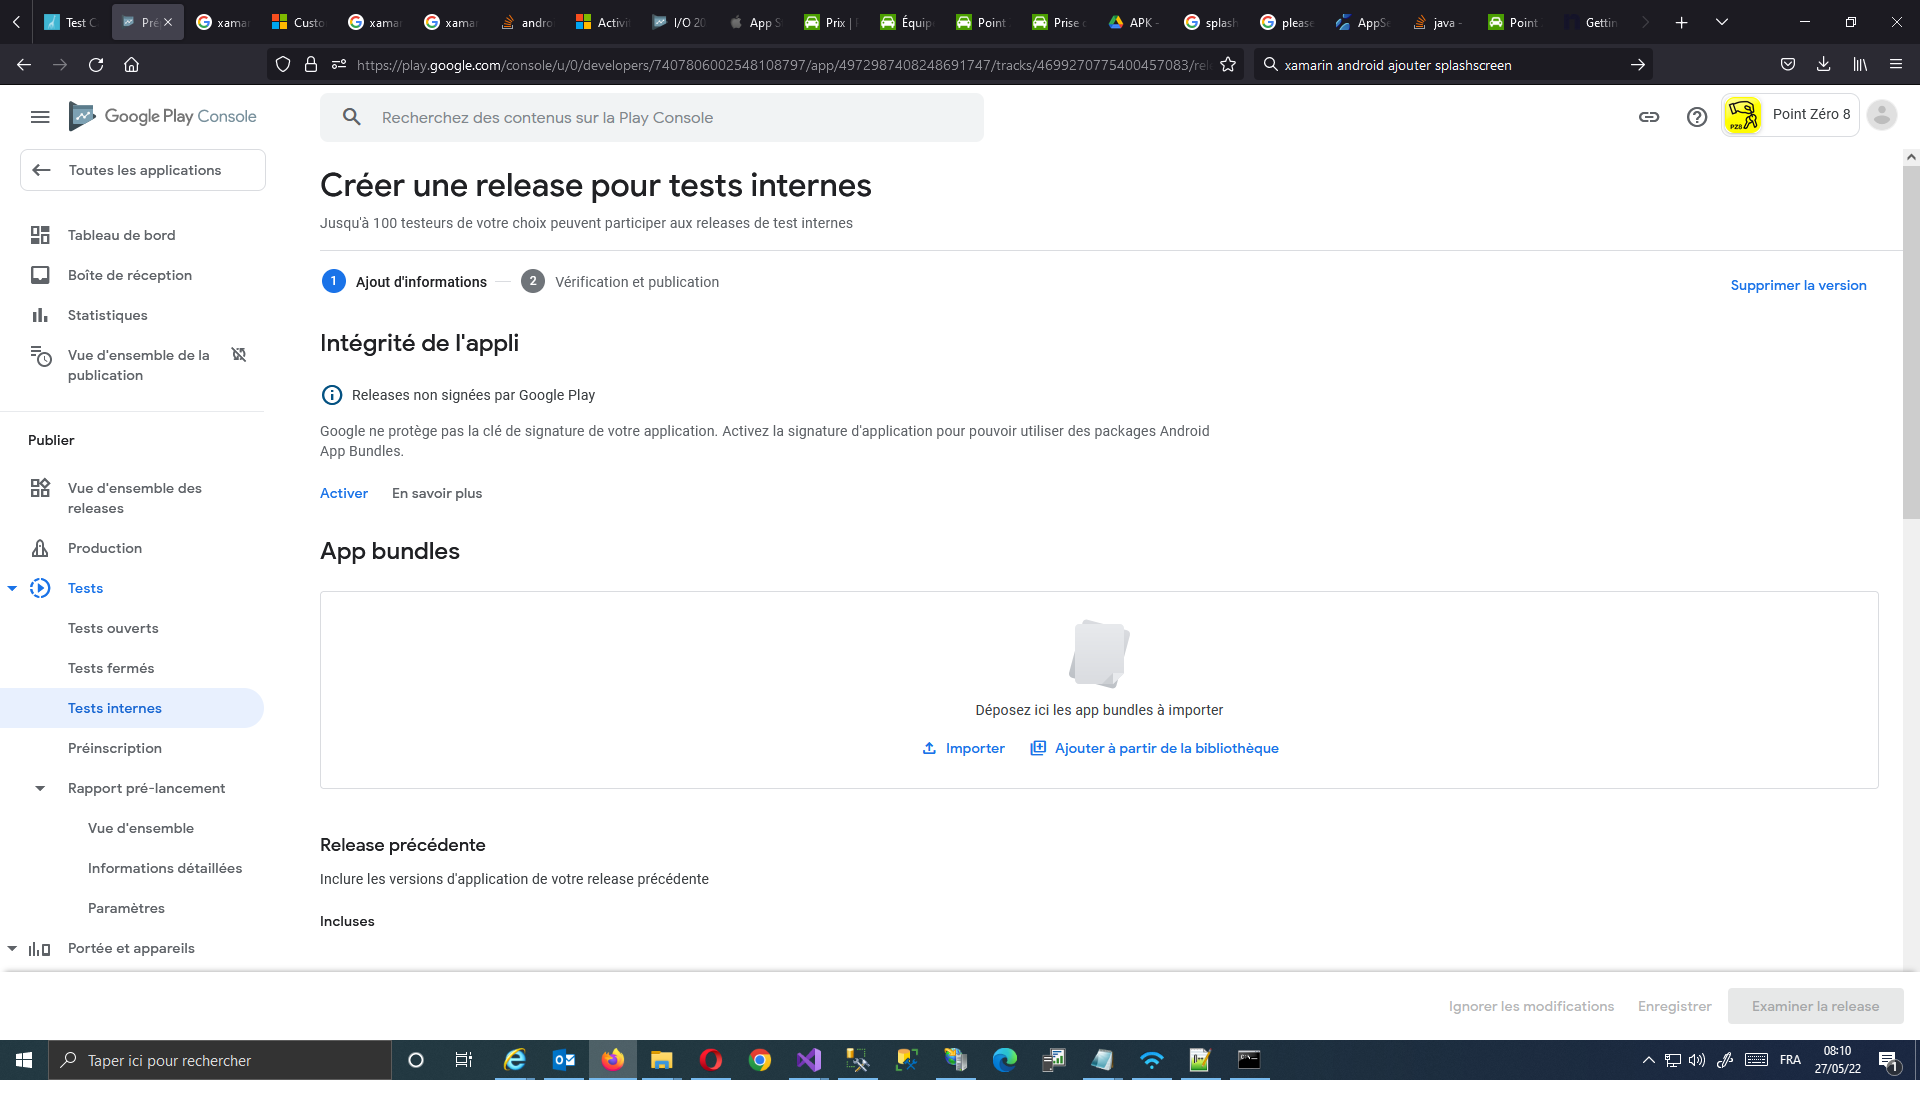 Test C
Pré
xamar
Custo
xamar
xamar
andro
Activit
I/O 20
App S
Prix |
Équip
Point
Prise
APK -
splash
please
AppSe
java -
Point
Gettin
https://play.google.com/console/u/0/developers/7407806002548108797/app/4972987408248691747/tracks/4699270775400457083/rel
xamarin android ajouter splashscreen
Google Play Console
Recherchez des contenus sur la Play Console
PZ8
Point Zéro 8
Toutes les applications
Créer une release pour tests internes
Jusqu'à 100 testeurs de votre choix peuvent participer aux releases de test internes
Tableau de bord
Boîte de réception
Statistiques
Vue d'ensemble de la
publication
1 Ajout d'informations
2 Vérification et publication
Supprimer la version
Intégrité de l'appli
Releases non signées par Google Play
Google ne protège pas la clé de signature de votre application. Activez la signature d'application pour pouvoir utiliser des packages Android
App Bundles.
Activer
En savoir plus
Publier
Vue d'ensemble des
releases
Production
Tests
Tests ouverts
Tests fermés
Tests internes
Préinscription
Rapport pré-lancement
Vue d'ensemble
Informations détaillées
Paramètres
Portée et appareils
App bundles
Déposez ici les app bundles à importer
Importer
Ajouter à partir de la bibliothèque
Release précédente
Inclure les versions d'application de votre release précédente
Incluses
Ignorer les modifications
Enregistrer
Examiner la release
Taper ici pour rechercher
FRA
08:10
27/05/22
1